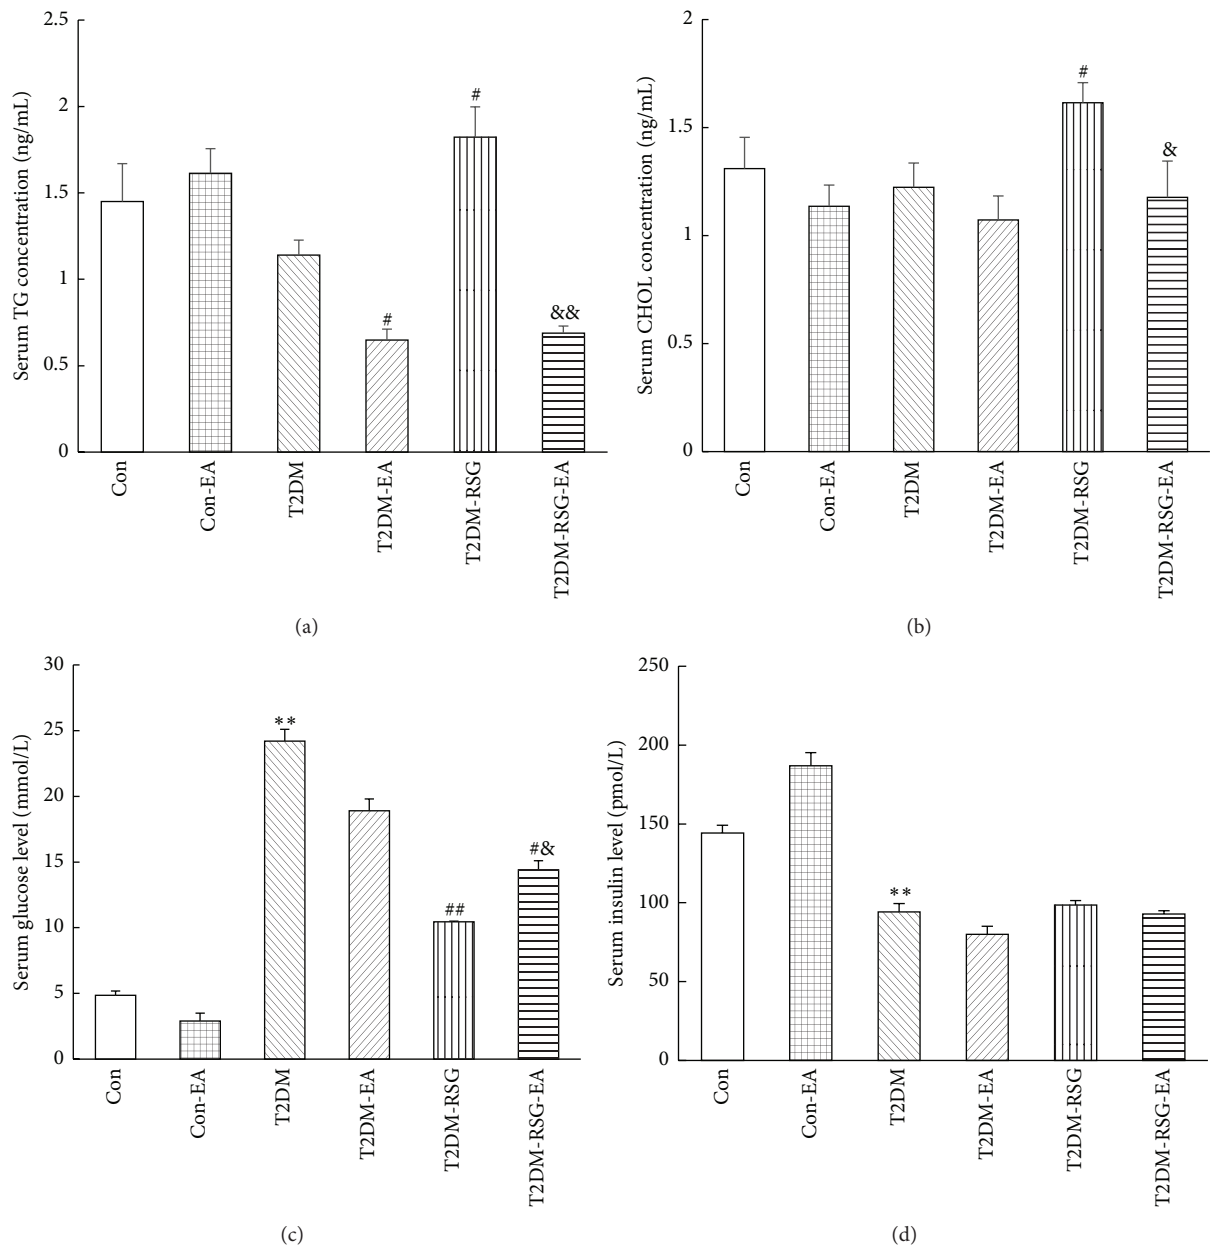 Serum TG concentration (ng/mL)
2.5
2
1.5
1
0.5
0
#
#
&&
Con
Con-EA
T2DM
T2DM-EA
T2DM-RSG
T2DM-RSG-EA
(a)
Serum CHOL concentration (ng/mL)
2
1.5
1
0.5
0
#
&
Con
Con-EA
T2DM
T2DM-EA
T2DM-RSG
T2DM-RSG-EA
(b)
Serum glucose level (mmol/L)
30
25
20
15
10
5
0
**
##
#&
Con
Con-EA
T2DM
T2DM-EA
T2DM-RSG
T2DM-RSG-EA
(c)
Serum insulin level (pmol/L)
250
200
150
100
50
0
**
Con
Con-EA
T2DM
T2DM-EA
T2DM-RSG
T2DM-RSG-EA
(d)